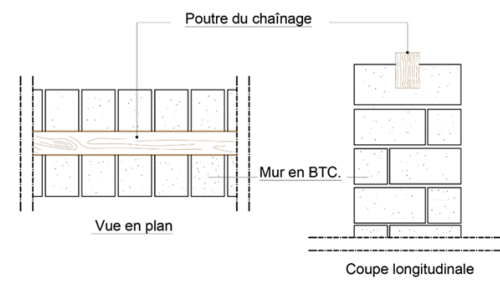 Poutre du chaînage
Mur en BTC.
Vue en plan
Coupe longitudinale